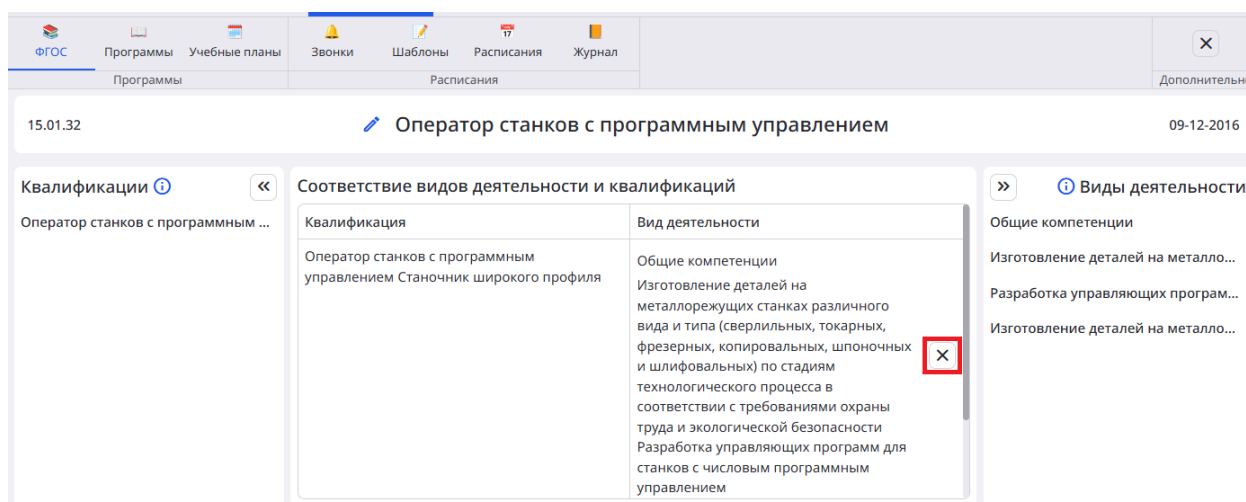 ФГОС
Программы
Учебные планы
Звонки
Шаблоны
Расписания
Журнал
Программы
Расписания
Дополнительн
15.01.32
Оператор станков с программным управлением
09-12-2016
Квалификации
Оператор станков с программным ...
Соответствие видов деятельности и квалификаций
Квалификация
Вид деятельности
Оператор станков с программным
управлением Станочник широкого профиля
Общие компетенции
Изготовление деталей на
металлорежущих станках различного
вида и типа (сверлильных, токарных,
фрезерных, копировальных, шпоночных
и шлифовальных) по стадиям
технологического процесса в
соответствии с требованиями охраны
труда и экологической безопасности
Разработка управляющих программ для
станков с числовым программным
управлением
Виды деятельности
Общие компетенции
Изготовление деталей на металло...
Разработка управляющих програм...
Изготовление деталей на металло...